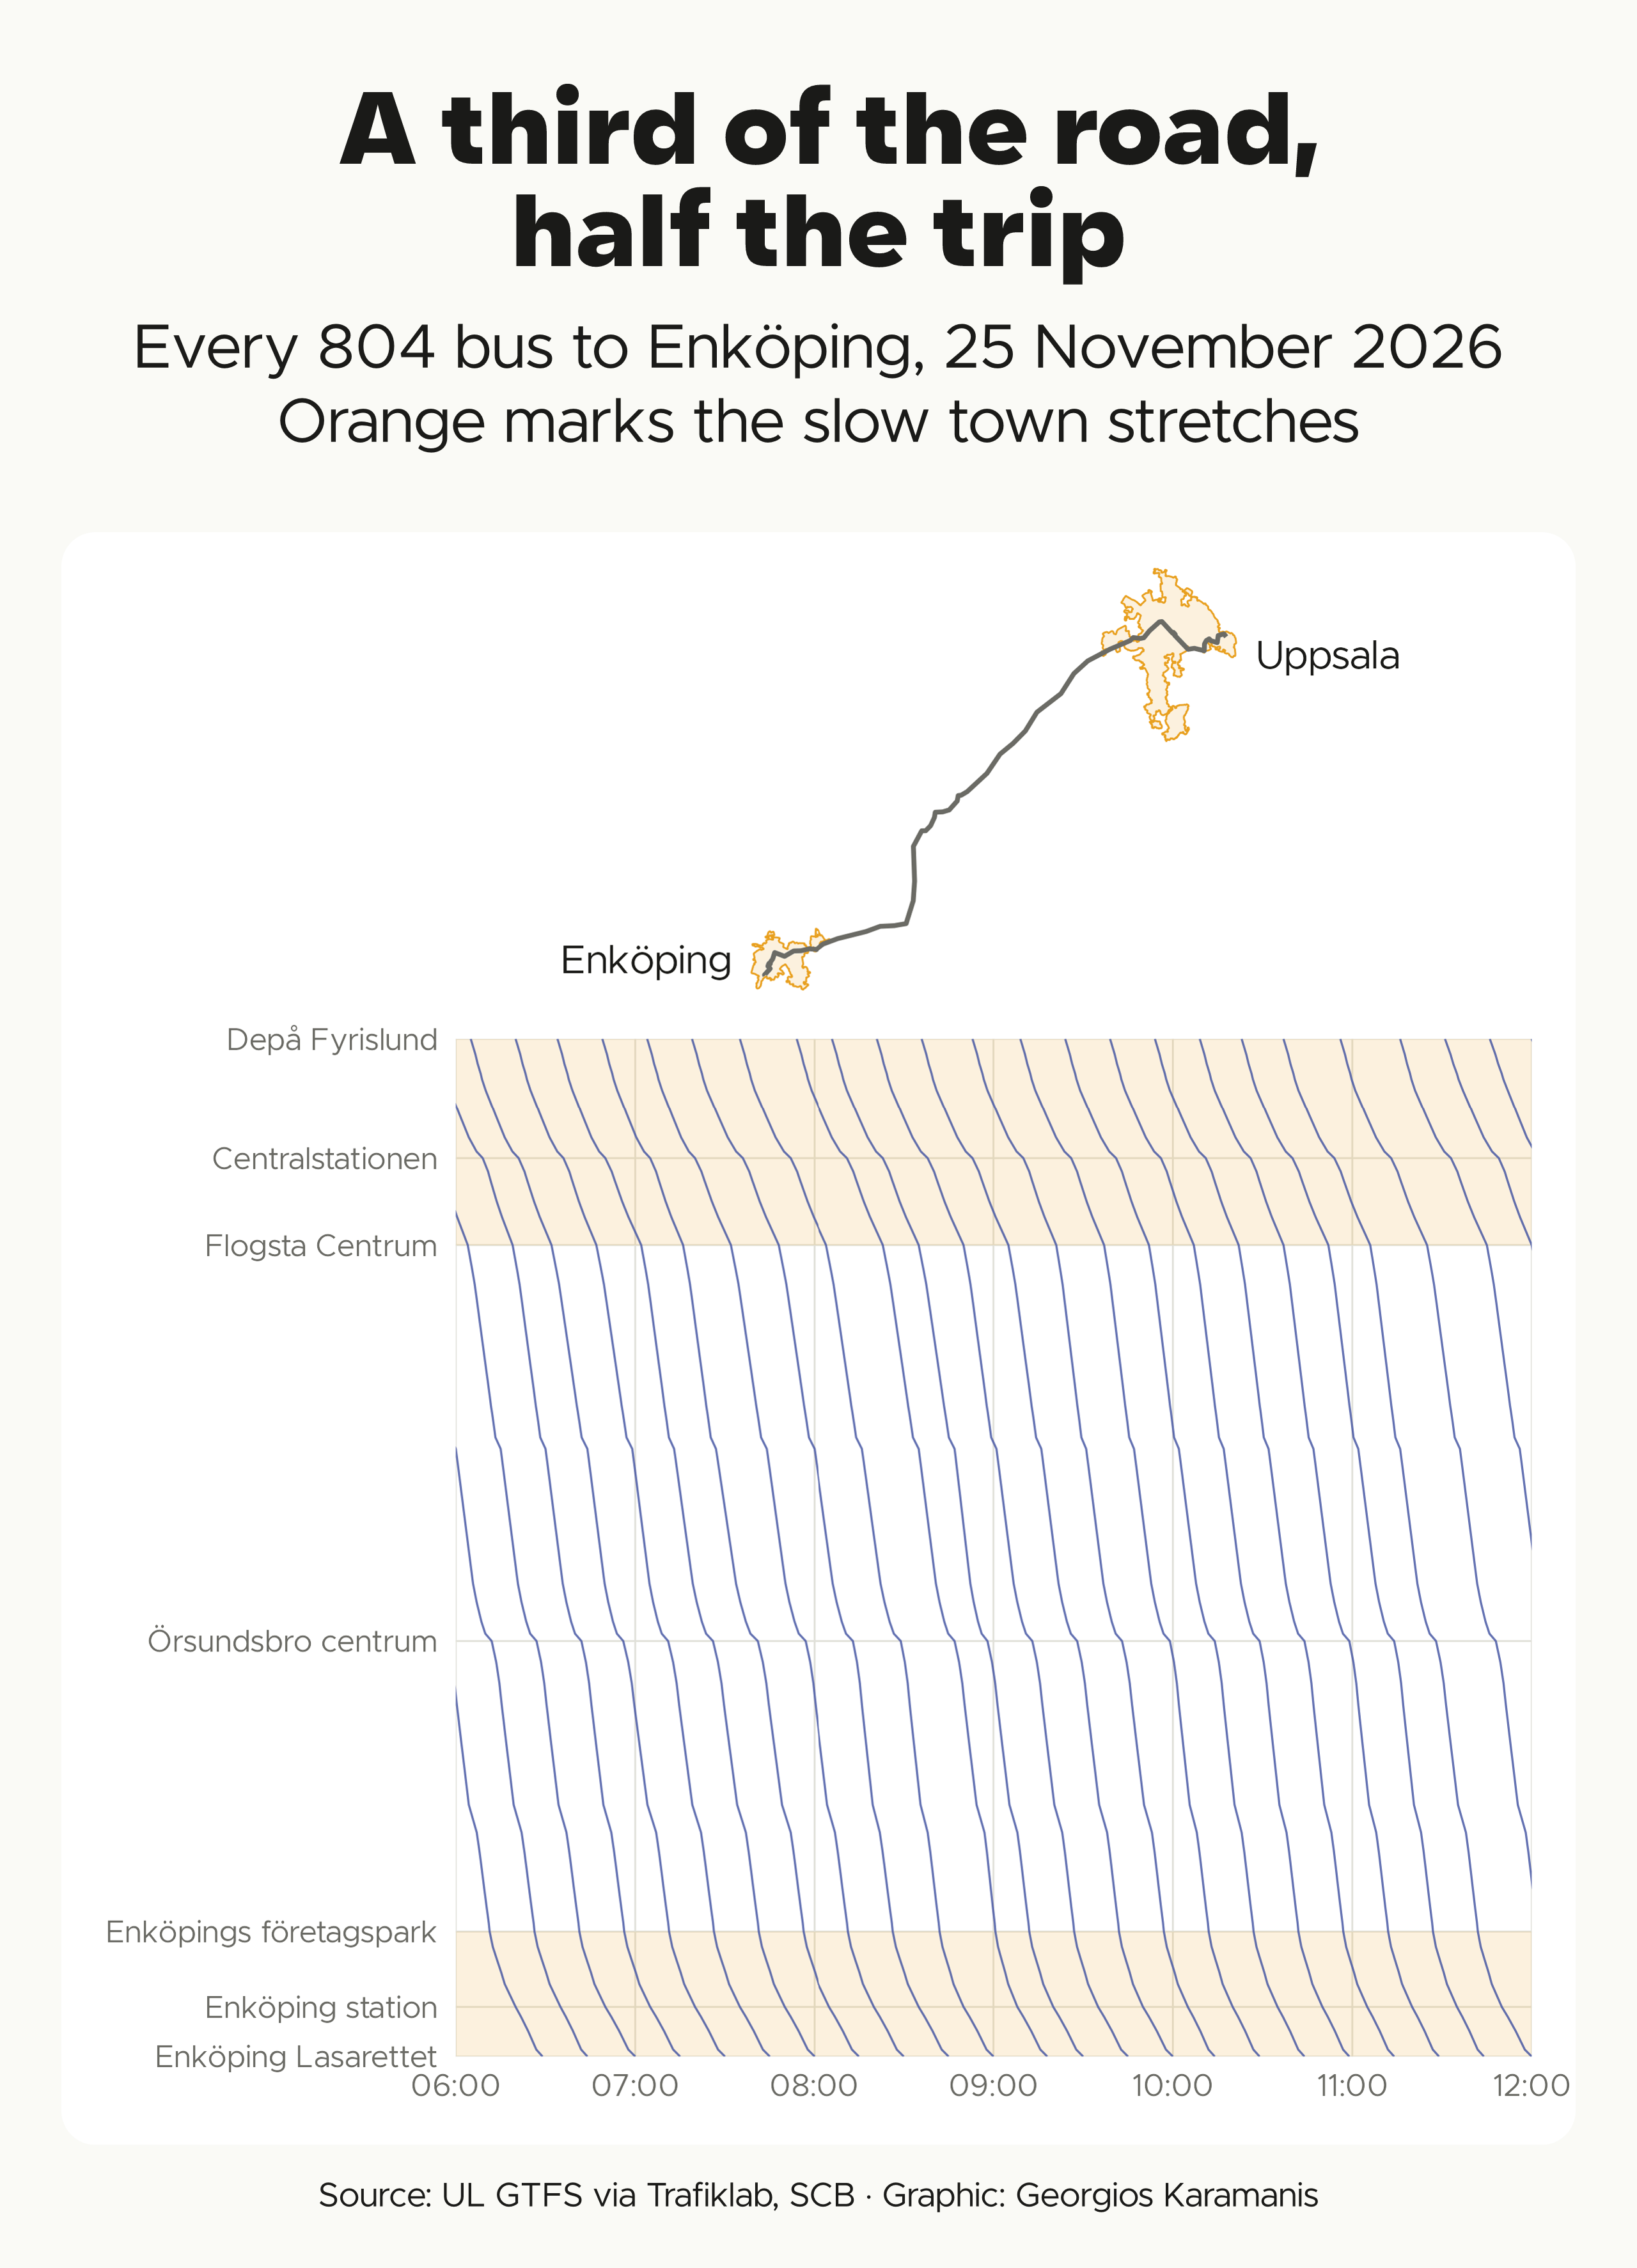 A third of the road,
half the trip
Every 804 bus to Enköping, 25 November 2026
Orange marks the slow town stretches
Uppsala
Enköping
Depå Fyrislund
Centralstationen
Flogsta Centrum
Örsundsbro centrum
Enköpings företagspark
Enköping station
Enköping Lasarettet
06:00 07:00 08:00 09:00 10:00 11:00 12:00
Source: UL GTFS via Trafiklab, SCB · Graphic: Georgios Karamanis